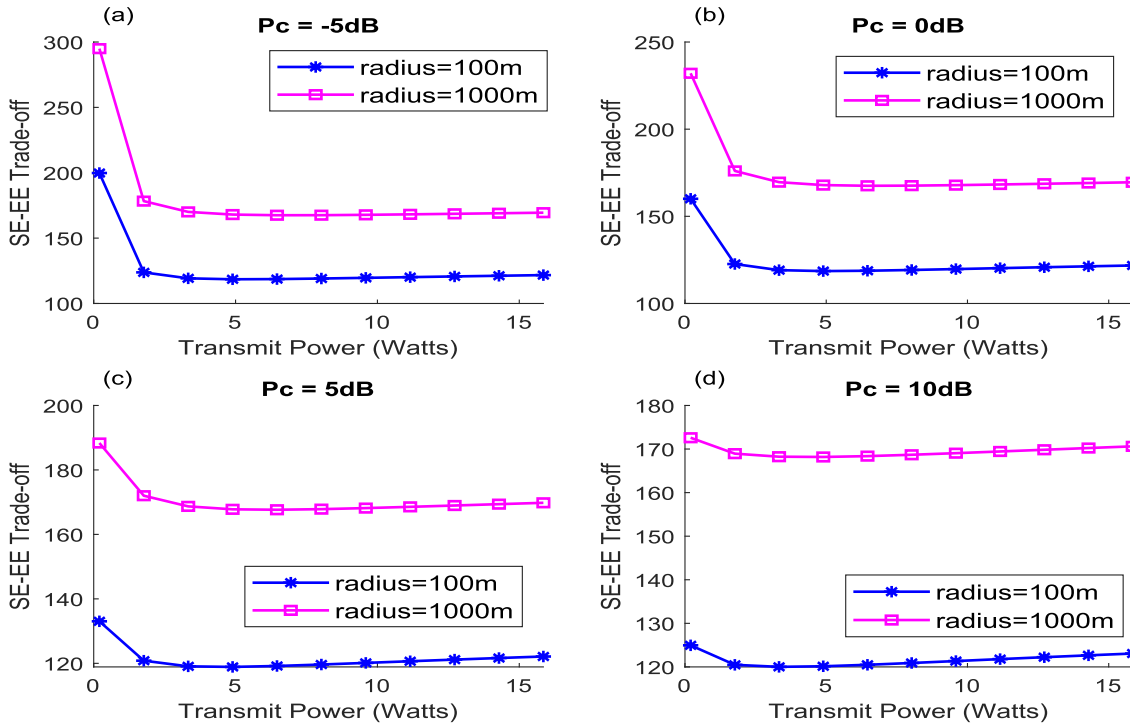 (a)
Pc = -5dB
SE-EE Trade-off
300
250
200
150
100
radius=100m
radius=1000m
0
5
10
15
Transmit Power (Watts)
(b)
Pc = 0dB
SE-EE Trade-off
250
200
150
100
radius=100m
radius=1000m
0
5
10
15
Transmit Power (Watts)
(c)
Pc = 5dB
SE-EE Trade-off
200
180
160
140
120
radius=100m
radius=1000m
0
5
10
15
Transmit Power (Watts)
(d)
Pc = 10dB
SE-EE Trade-off
180
170
160
150
140
130
120
radius=100m
radius=1000m
0
5
10
15
Transmit Power (Watts)